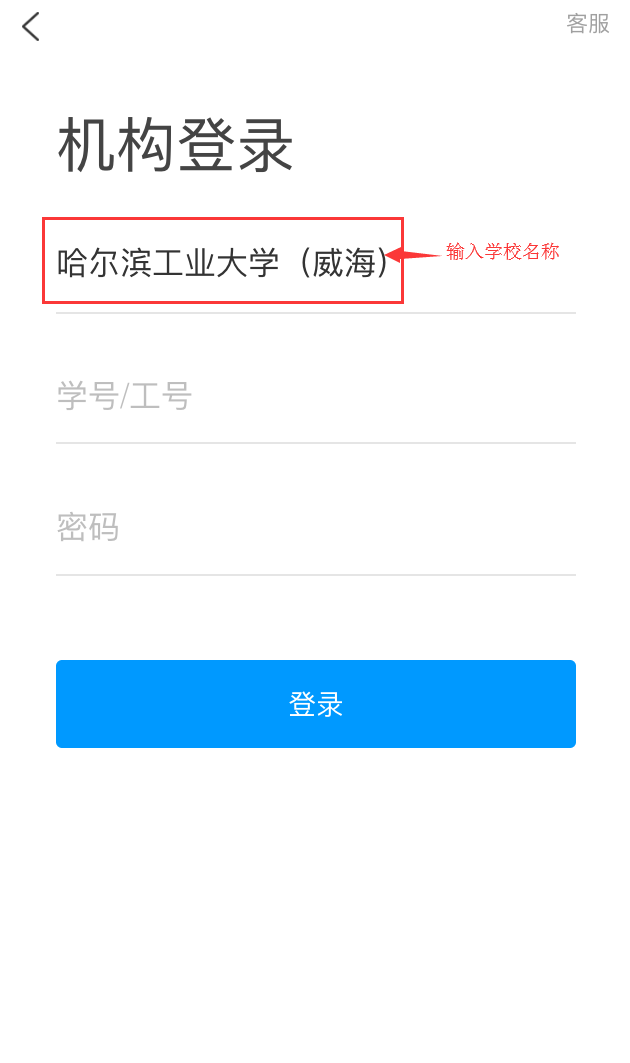 客服
机构登录
哈尔滨工业大学（威海）
输入学校名称
学号/工号
密码
登录